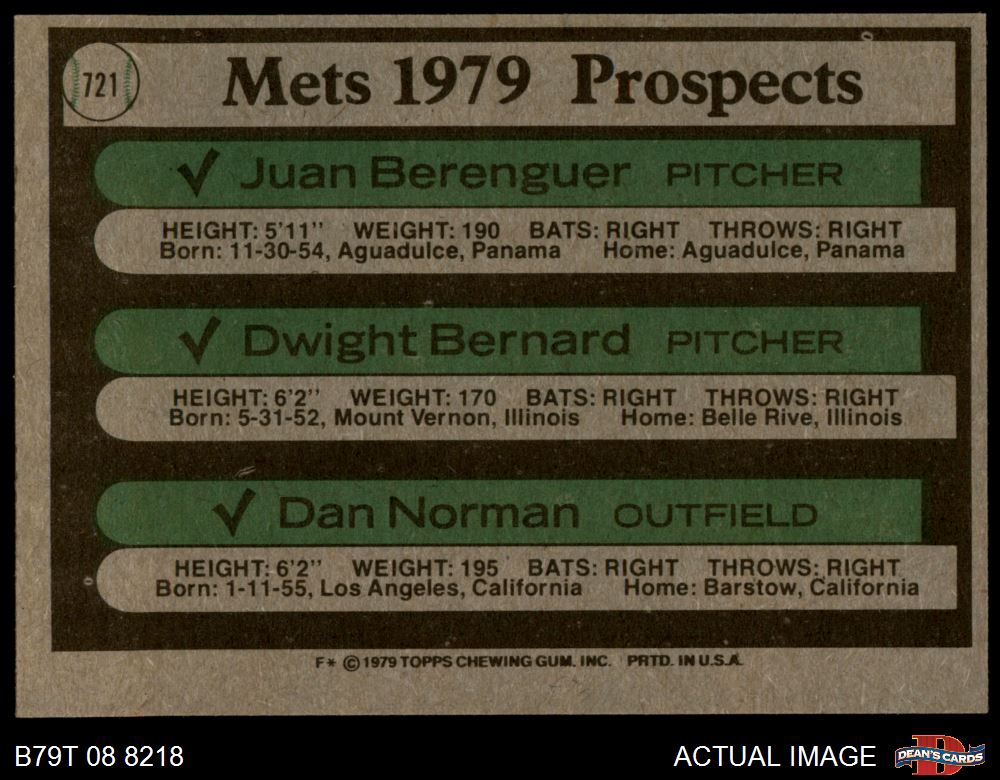 721
Mets 1979 Prospects
✓ Juan Berenguer PITCHER
HEIGHT: 5'11" WEIGHT: 190 BATS: RIGHT THROWS: RIGHT
Born: 11-30-54, Aguadulce, Panama Home: Aguadulce, Panama
✓ Dwight Bernard PITCHER
HEIGHT: 6'2" WEIGHT: 170 BATS: RIGHT THROWS: RIGHT
Born: 5-31-52, Mount Vernon, Illinois Home: Belle Rive, Illinois
✓ Dan Norman OUTFIELD
HEIGHT: 6'2" WEIGHT: 195 BATS: RIGHT THROWS: RIGHT
Born: 1-11-55, Los Angeles, California Home: Barstow, California
F* © 1979 TOPPS CHEWING GUM, INC. PRTD. IN U.S.A.
B79T 08 8218 ACTUAL IMAGE
D
DEAN'S CARDS